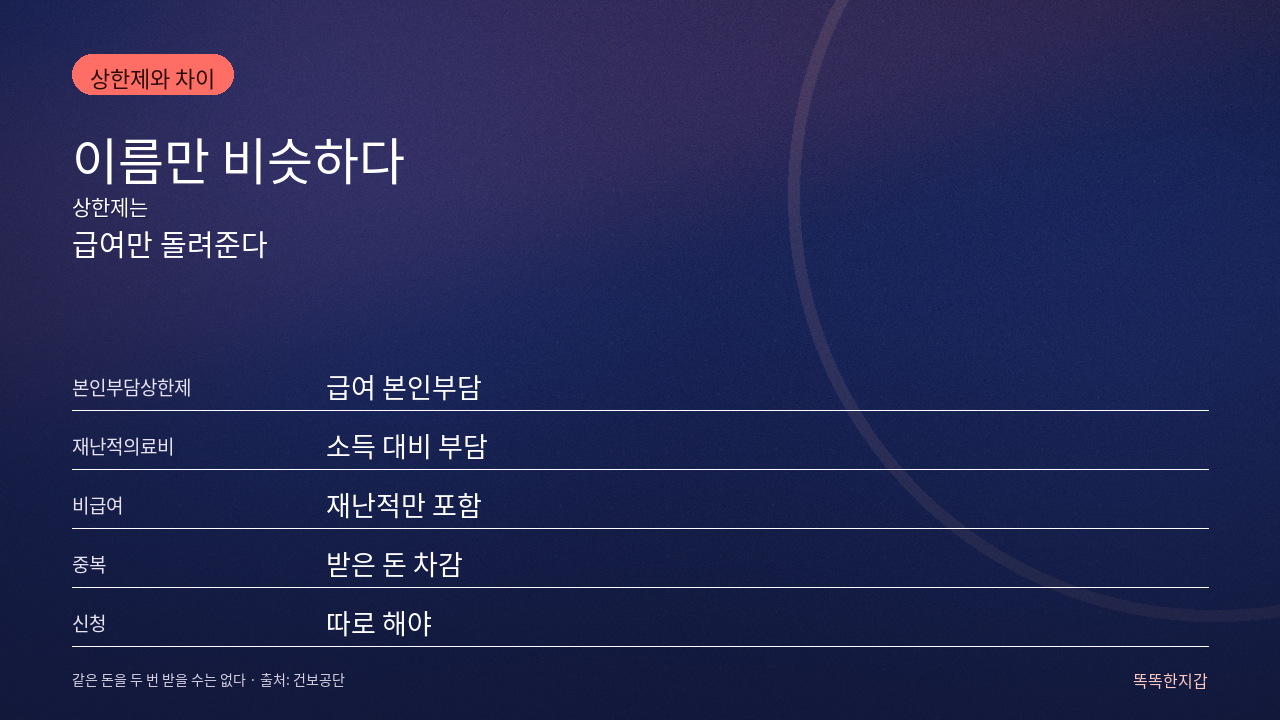 상한제와 차이
이름만 비슷하다
상한제는
급여만 돌려준다
본인부담상한제 급여 본인부담
재난적의료비 소득 대비 부담
비급여 재난적만 포함
중복 받은 돈 차감
신청 따로 해야
같은 돈을 두 번 받을 수는 없다 · 출처: 건보공단
똑똑한지갑